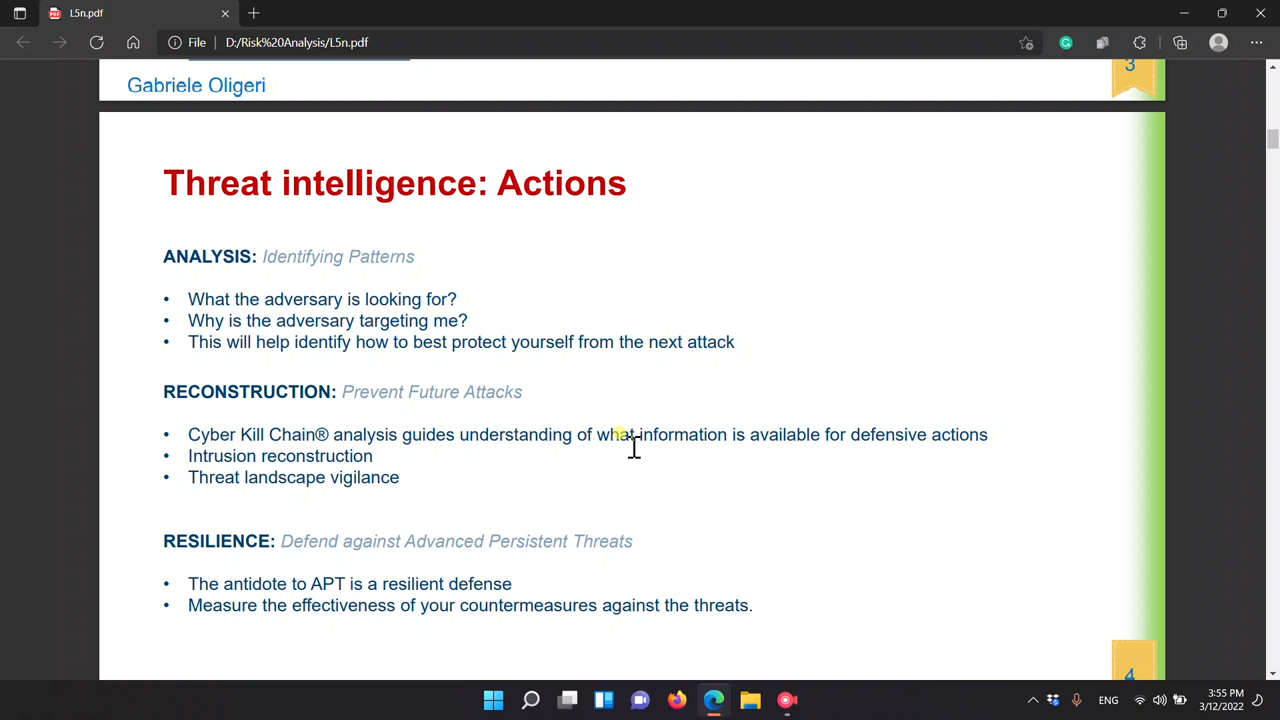 L5n.pdf
File
D:/Risk%20Analysis/L5n.pdf
Gabriele Oligeri
3
Threat intelligence: Actions
ANALYSIS: Identifying Patterns
• What the adversary is looking for?
• Why is the adversary targeting me?
• This will help identify how to best protect yourself from the next attack
RECONSTRUCTION: Prevent Future Attacks
• Cyber Kill Chain® analysis guides understanding of what information is available for defensive actions
• Intrusion reconstruction
• Threat landscape vigilance
RESILIENCE: Defend against Advanced Persistent Threats
• The antidote to APT is a resilient defense
• Measure the effectiveness of your countermeasures against the threats.
4
ENG
3:55 PM
3/12/2022